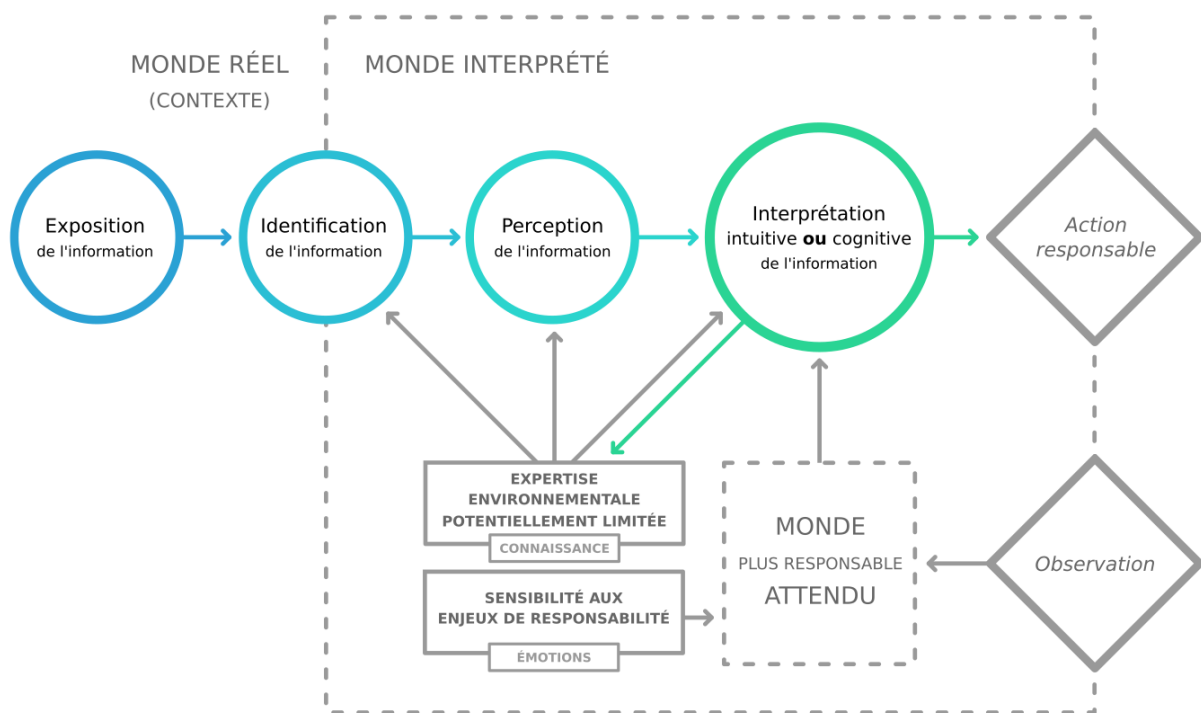 MONDE RÉEL
(CONTEXTE)
MONDE INTERPRÉTÉ
Exposition
de l'information
Identification
de l'information
Perception
de l'information
Interprétation
intuitive ou cognitive
de l'information
Action
responsable
EXPERTISE
ENVIRONNEMENTALE
POTENTIELLEMENT LIMITÉE
CONNAISSANCE
SENSIBILITÉ AUX
ENJEUX DE RESPONSABILITÉ
ÉMOTIONS
MONDE
PLUS RESPONSABLE
ATTENDU
Observation